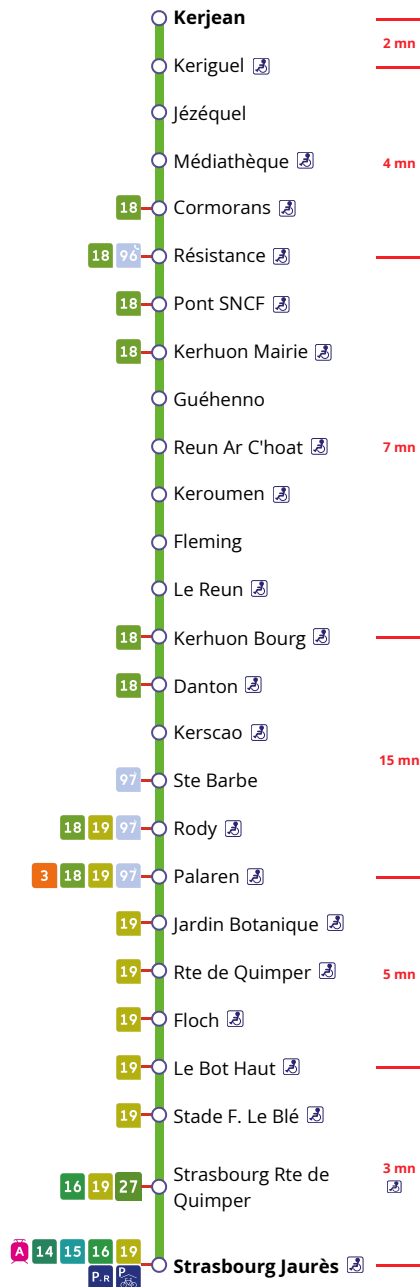 Kerjean
2 mn
Keriguel
Jézéquel
Médiathèque
4 mn
18 Cormorans
18 96 Résistance
18 Pont SNCF
18 Kerhuon Mairie
Guéhenno
Reun Ar C'hoat
7 mn
Keroumen
Fleming
Le Reun
18 Kerhuon Bourg
18 Danton
Kerscao
15 mn
97 Ste Barbe
18 19 97 Rody
3 18 19 97 Palaren
19 Jardin Botanique
19 Rte de Quimper
5 mn
19 Floch
19 Le Bot Haut
19 Stade F. Le Blé
3 mn
16 19 27 Strasbourg Rte de
Quimper
A 14 15 16 19
P.R P Strasbourg Jaurès